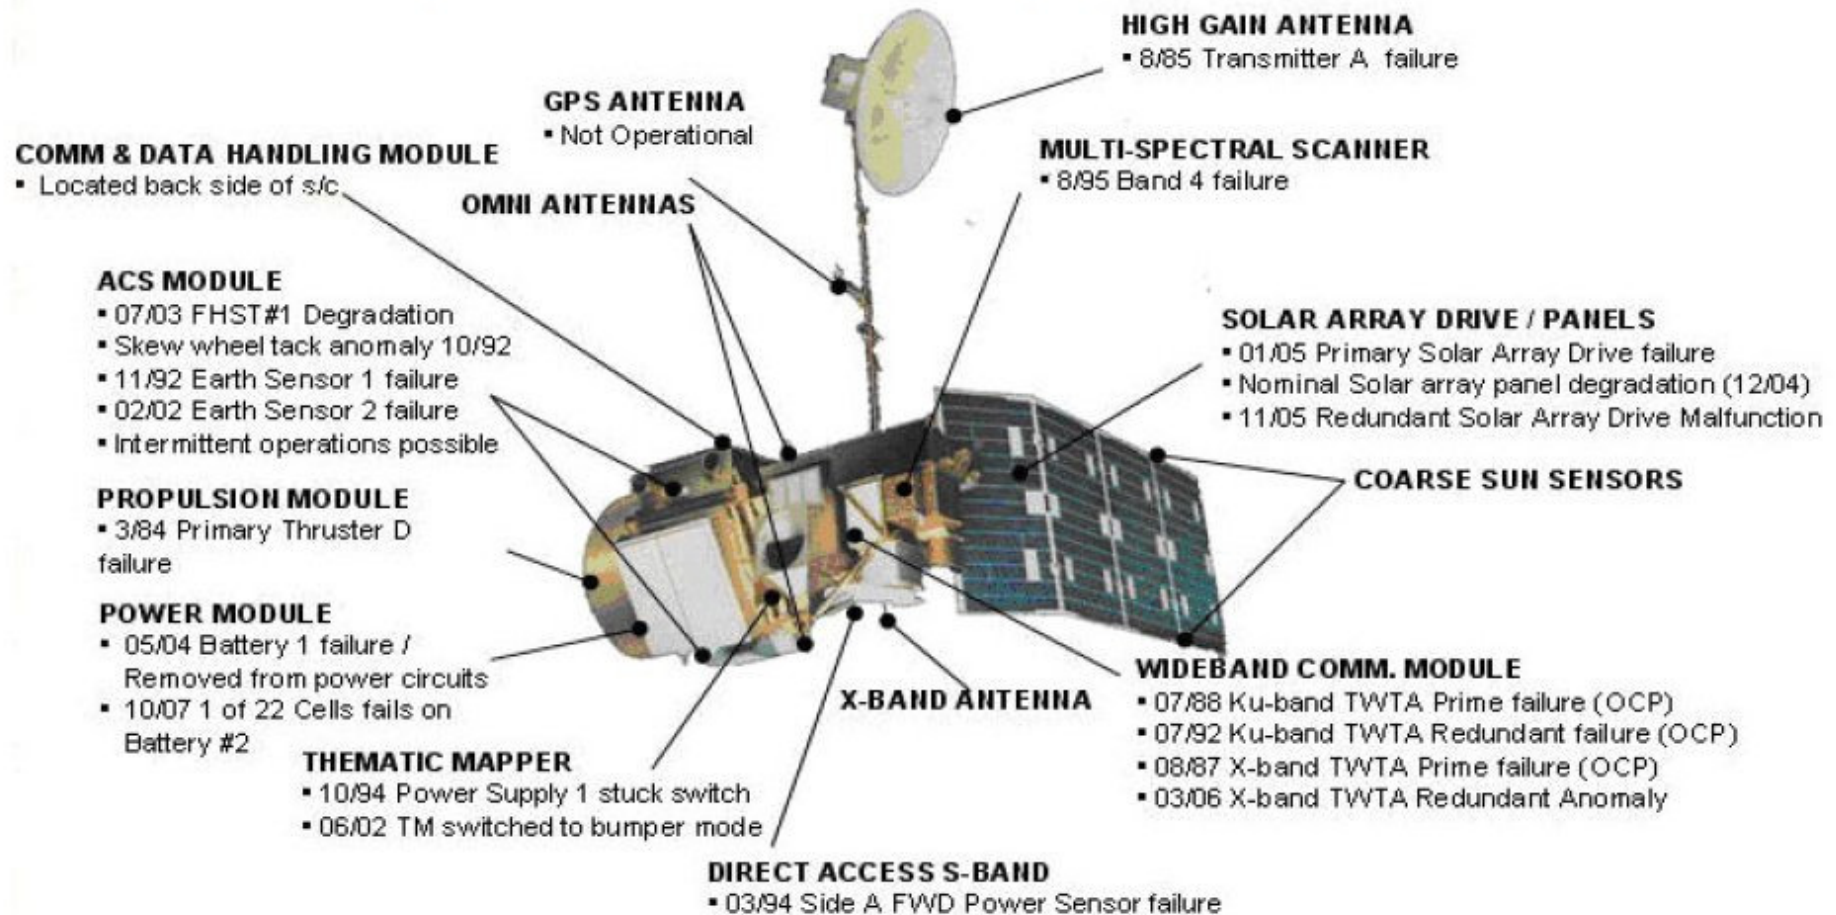 HIGH GAIN ANTENNA
▪ 8/85 Transmitter A failure
GPS ANTENNA
▪ Not Operational
COMM & DATA HANDLING MODULE
▪ Located back side of s/c
MULTI-SPECTRAL SCANNER
▪ 8/95 Band 4 failure
OMNI ANTENNAS
ACS MODULE
▪ 07/03 FHST#1 Degradation
▪ Skew wheel tack anomaly 10/92
▪ 11/92 Earth Sensor 1 failure
▪ 02/02 Earth Sensor 2 failure
▪ Intermittent operations possible
SOLAR ARRAY DRIVE / PANELS
▪ 01/05 Primary Solar Array Drive failure
▪ Nominal Solar array panel degradation (12/04)
▪ 11/05 Redundant Solar Array Drive Malfunction
COARSE SUN SENSORS
PROPULSION MODULE
▪ 3/84 Primary Thruster D
failure
POWER MODULE
▪ 05/04 Battery 1 failure /
Removed from power circuits
▪ 10/07 1 of 22 Cells fails on
Battery #2
X-BAND ANTENNA
WIDEBAND COMM. MODULE
▪ 07/88 Ku-band TWTA Prime failure (OCP)
▪ 07/92 Ku-band TWTA Redundant failure (OCP)
▪ 08/87 X-band TWTA Prime failure (OCP)
▪ 03/06 X-band TWTA Redundant Anomaly
THEMATIC MAPPER
▪ 10/94 Power Supply 1 stuck switch
▪ 06/02 TM switched to bumper mode
DIRECT ACCESS S-BAND
▪ 03/94 Side A FWD Power Sensor failure